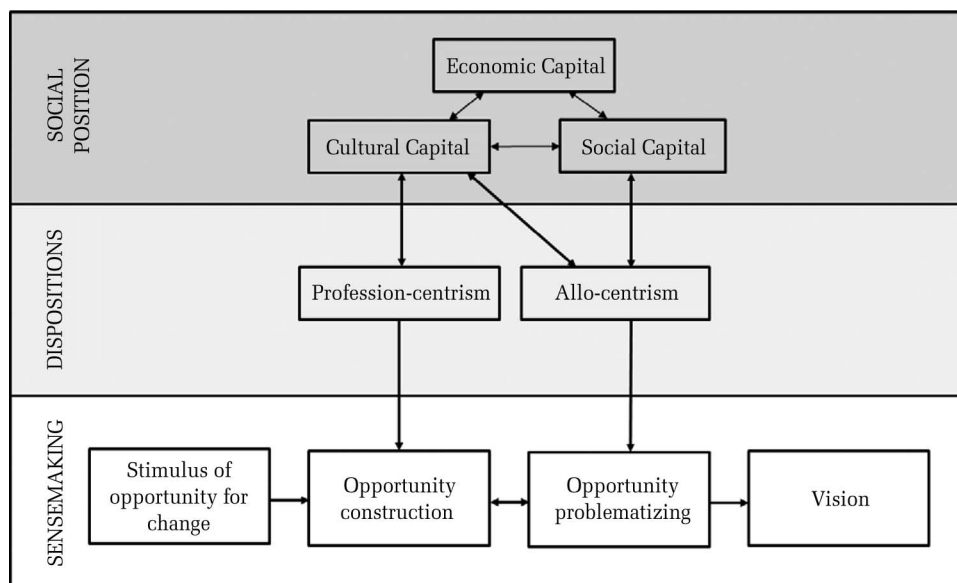 SOCIAL
POSITION
Economic Capital
Cultural Capital
Social Capital
DISPOSITIONS
Profession-centrism
Allo-centrism
SENSEMAKING
Stimulus of
opportunity for
change
Opportunity
construction
Opportunity
problematizing
Vision